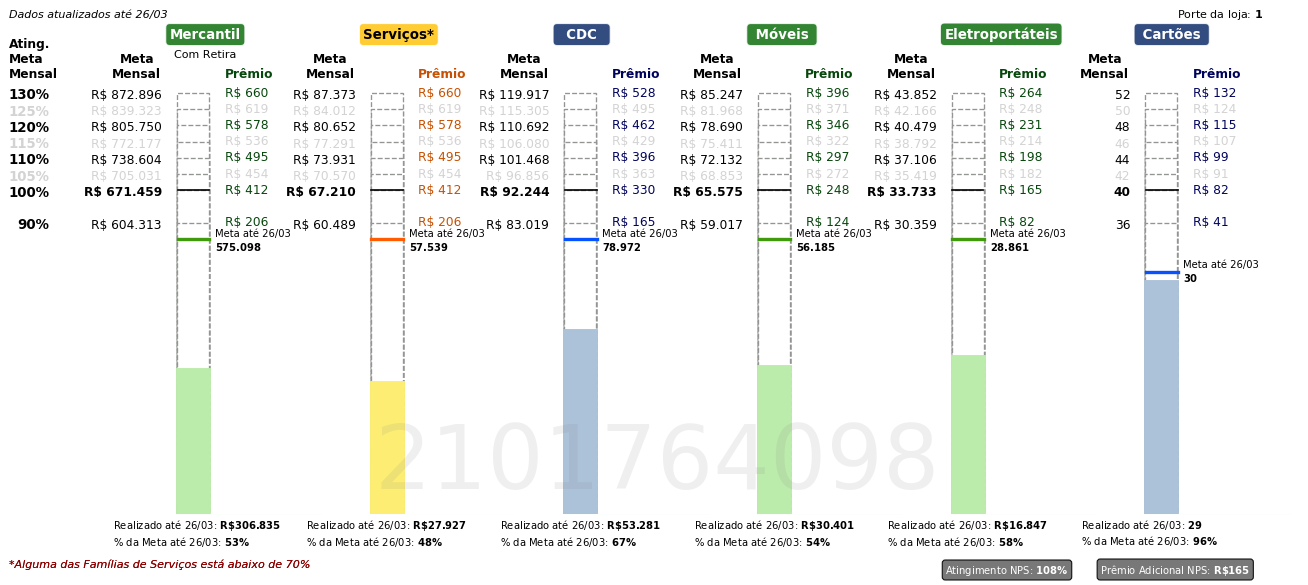 Dados atualizados até 26/03
Porte da loja: 1
Mercantil Serviços* CDC Móveis Eletroportáteis Cartões
Com Retira
Ating. Meta Mensal
Meta Mensal Prêmio Meta Mensal Prêmio Meta Mensal Prêmio Meta Mensal Prêmio Meta Mensal Prêmio Meta Mensal Prêmio
130% R$ 872.896 R$ 660 R$ 87.373 R$ 660 R$ 119.917 R$ 528 R$ 85.247 R$ 396 R$ 43.852 R$ 264 52 R$ 132
125% R$ 839.323 R$ 619 R$ 84.012 R$ 619 R$ 115.305 R$ 495 R$ 81.968 R$ 371 R$ 42.166 R$ 248 50 R$ 124
120% R$ 805.750 R$ 578 R$ 80.652 R$ 578 R$ 110.692 R$ 462 R$ 78.690 R$ 346 R$ 40.479 R$ 231 48 R$ 115
115% R$ 772.177 R$ 536 R$ 77.291 R$ 536 R$ 106.080 R$ 429 R$ 75.411 R$ 322 R$ 38.792 R$ 214 46 R$ 107
110% R$ 738.604 R$ 495 R$ 73.931 R$ 495 R$ 101.468 R$ 396 R$ 72.132 R$ 297 R$ 37.106 R$ 198 44 R$ 99
105% R$ 705.031 R$ 454 R$ 70.570 R$ 454 R$ 96.856 R$ 363 R$ 68.853 R$ 272 R$ 35.419 R$ 182 42 R$ 91
100% R$ 671.459 R$ 412 R$ 67.210 R$ 412 R$ 92.244 R$ 330 R$ 65.575 R$ 248 R$ 33.733 R$ 165 40 R$ 82
90% R$ 604.313 R$ 206 R$ 60.489 R$ 206 R$ 83.019 R$ 165 R$ 59.017 R$ 124 R$ 30.359 R$ 82 36 R$ 41
Meta até 26/03 Meta até 26/03 Meta até 26/03 Meta até 26/03 Meta até 26/03
575.098 57.539 78.972 56.185 28.861
Meta até 26/03
30
2101764098
Realizado até 26/03: R$306.835 Realizado até 26/03: R$27.927 Realizado até 26/03: R$53.281 Realizado até 26/03: R$30.401 Realizado até 26/03: R$16.847 Realizado até 26/03: 29
% da Meta até 26/03: 53% % da Meta até 26/03: 48% % da Meta até 26/03: 67% % da Meta até 26/03: 54% % da Meta até 26/03: 58% % da Meta até 26/03: 96%
*Alguma das Famílias de Serviços está abaixo de 70%
Atingimento NPS: 108% Prêmio Adicional NPS: R$165